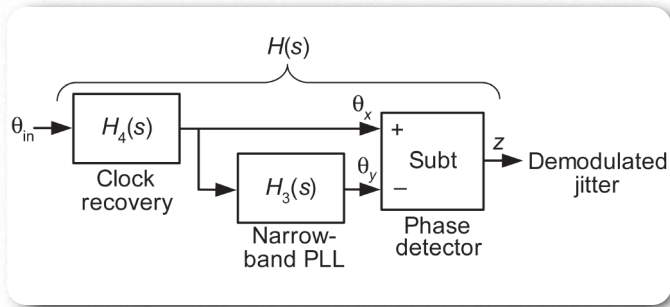 H(s)
θin
H4(s)
θx
+
Subt
z
Demodulated
jitter
Clock
recovery
H3(s)
θy
–
Narrow-
band PLL
Phase
detector